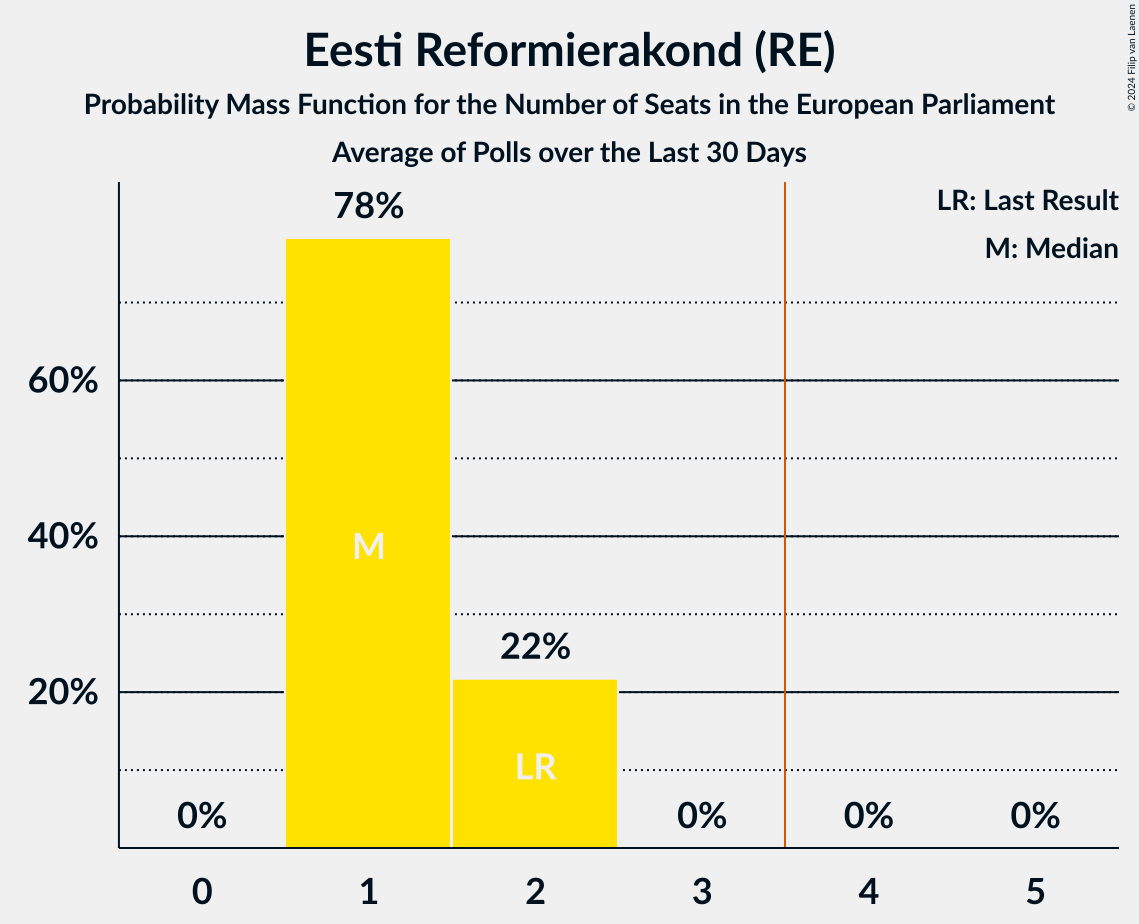 Eesti Reformierakond (RE)
Probability Mass Function for the Number of Seats in the European Parliament
Average of Polls over the Last 30 Days
© 2024 Filip van Laenen
LR: Last Result
M: Median
78%
60%
40%
M
22%
20%
LR
0%
0%
0%
0%
0 1 2 3 4 5